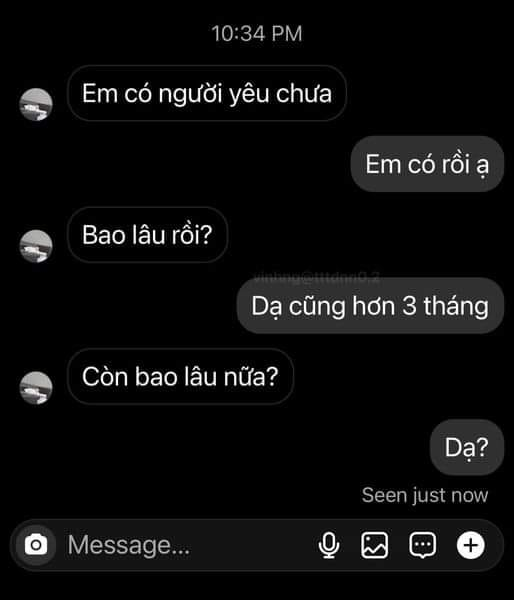 10:34 PM
Em có người yêu chưa
Em có rồi ạ
Bao lâu rồi?
vinhng@tttdnn0.2
Dạ cũng hơn 3 tháng
Còn bao lâu nữa?
Dạ?
Seen just now
Message...